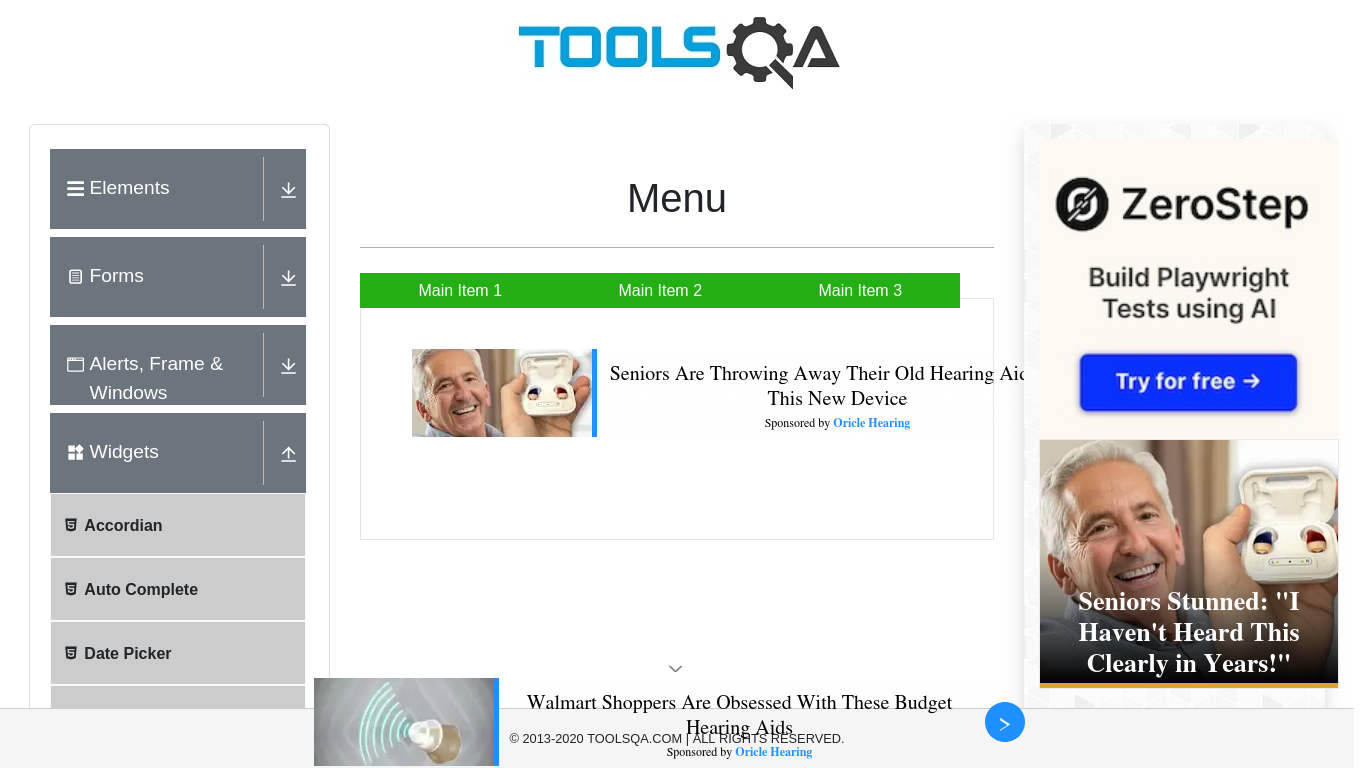 TOOLSQA
Elements
Forms
Alerts, Frame &
Windows
Widgets
Accordian
Auto Complete
Date Picker
Menu
Main Item 1
Main Item 2
Main Item 3
Seniors Are Throwing Away Their Old Hearing
This New Device
Sponsored by Oricle Hearing
Walmart Shoppers Are Obsessed With These Budget
Hearing Aids
Sponsored by Oricle Hearing
© 2013-2020 TOOLSQA.COM | ALL RIGHTS RESERVED.
ZeroStep
Build Playwright
Tests using AI
Try for free →
Seniors Stunned: "I
Haven't Heard This
Clearly in Years!"